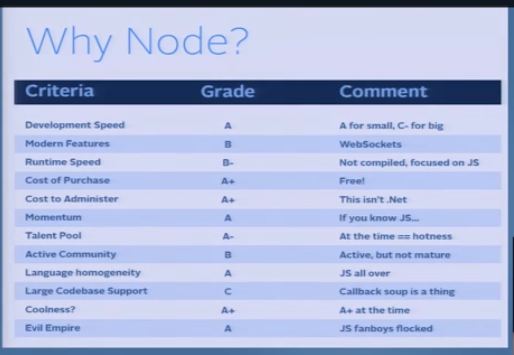 Why Node?
Criteria Grade Comment
Development Speed A A for small, C- for big
Modern Features B WebSockets
Runtime Speed B- Not compiled, focused on JS
Cost of Purchase A+ Free!
Cost to Administer A+ This isn't .Net
Momentum A If you know JS...
Talent Pool A- At the time == hotness
Active Community B Active, but not mature
Language homogeneity A JS all over
Large Codebase Support C Callback soup is a thing
Coolness? A+ A+ at the time
Evil Empire A JS fanboys flocked